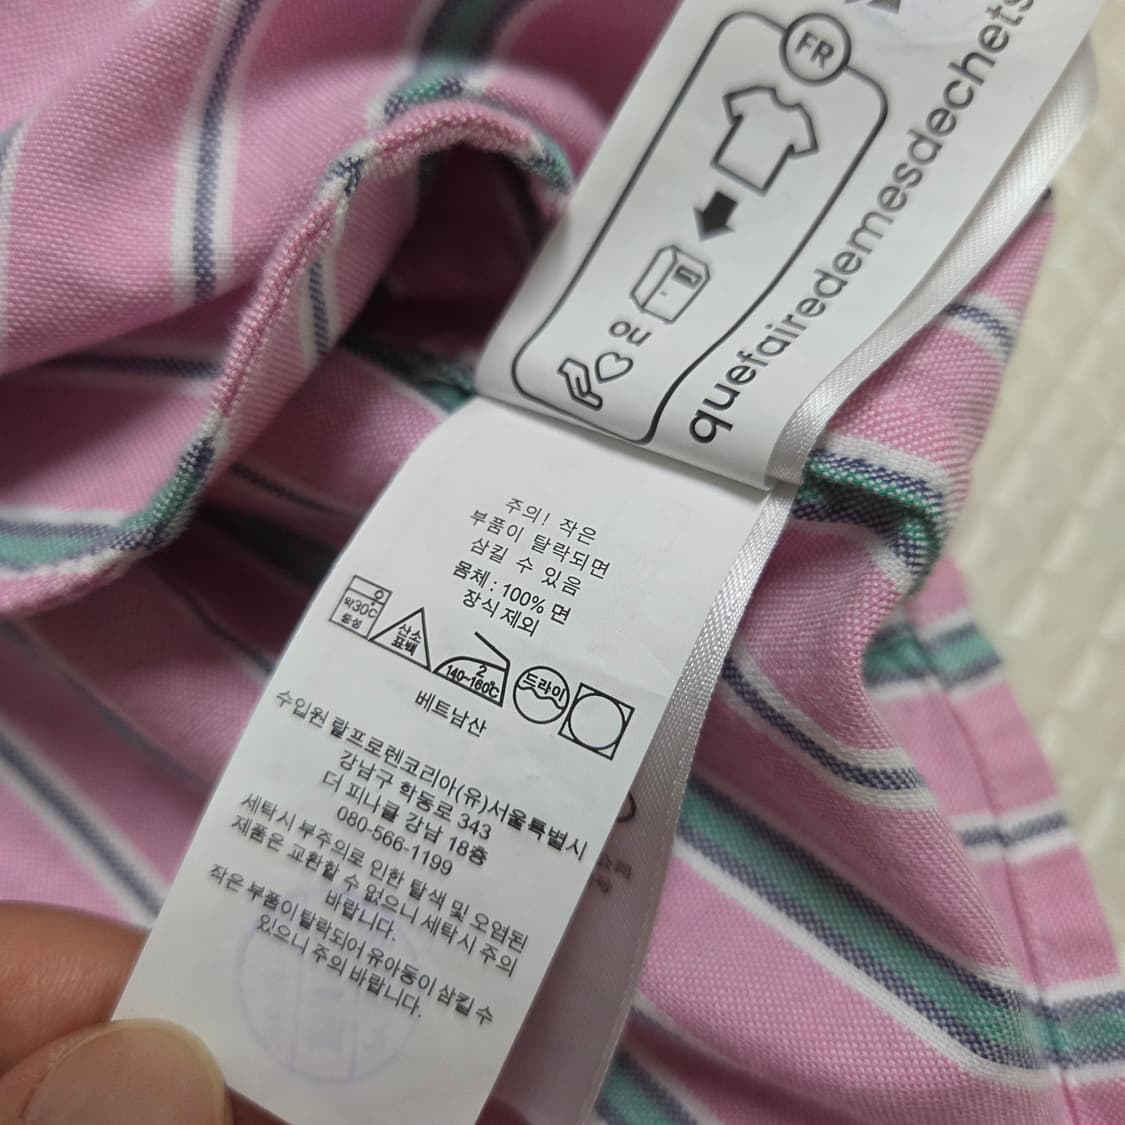 FR
quefairedemesdechets
주의! 작은
부품이 탈락되면
삼킬 수 있음
몸체 : 100% 면
장식 제외
약30℃
중성
산소
표백
2
140~160℃
드라이
베트남산
수입원 랄프로렌코리아(유)서울특별시
강남구 학동로 343
더 피나클 강남 18층
080-566-1199
세탁시 부주의로 인한 탈색 및 오염된
제품은 교환할 수 없으니 세탁시 주의
바랍니다.
작은 부품이 탈락되어 유아등이 삼킬 수
있으니 주의 바랍니다.